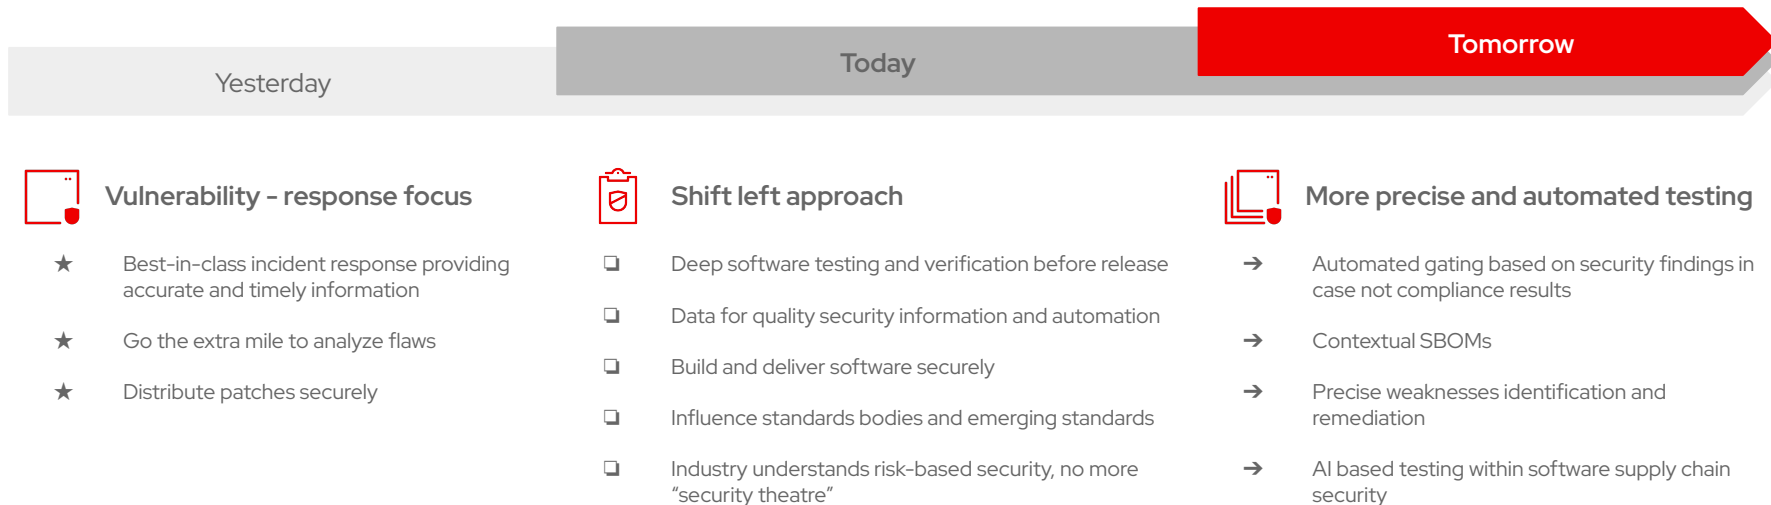 Yesterday
Today
Tomorrow
Vulnerability - response focus
★ Best-in-class incident response providing
accurate and timely information
★ Go the extra mile to analyze flaws
★ Distribute patches securely
Shift left approach
❏ Deep software testing and verification before release
❏ Data for quality security information and automation
❏ Build and deliver software securely
❏ Influence standards bodies and emerging standards
❏ Industry understands risk-based security, no more
“security theatre”
More precise and automated testing
➔ Automated gating based on security findings in
case not compliance results
➔ Contextual SBOMs
➔ Precise weaknesses identification and
remediation
➔ AI based testing within software supply chain
security